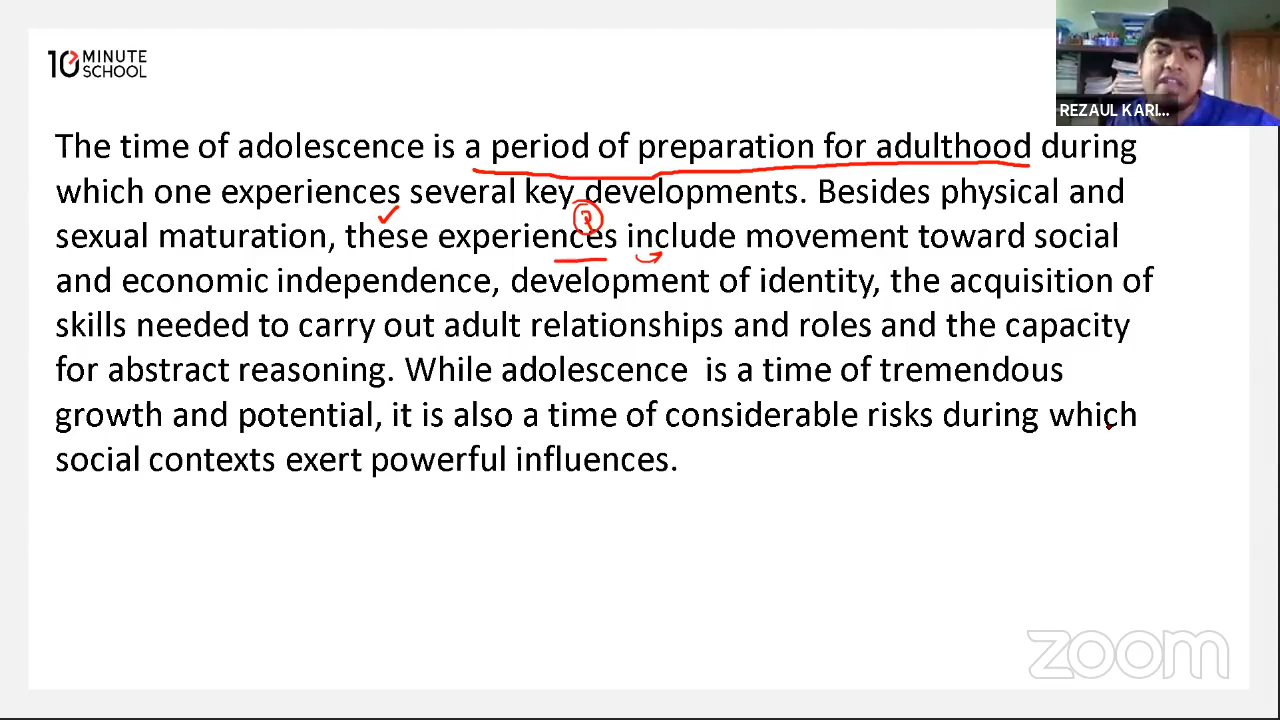 10 MINUTE
SCHOOL
REZAUL KARI...
The time of adolescence is a period of preparation for adulthood during
which one experiences several key developments. Besides physical and
sexual maturation, these experiences include movement toward social
and economic independence, development of identity, the acquisition of
skills needed to carry out adult relationships and roles and the capacity
for abstract reasoning. While adolescence  is a time of tremendous
growth and potential, it is also a time of considerable risks during which
social contexts exert powerful influences.
zoom